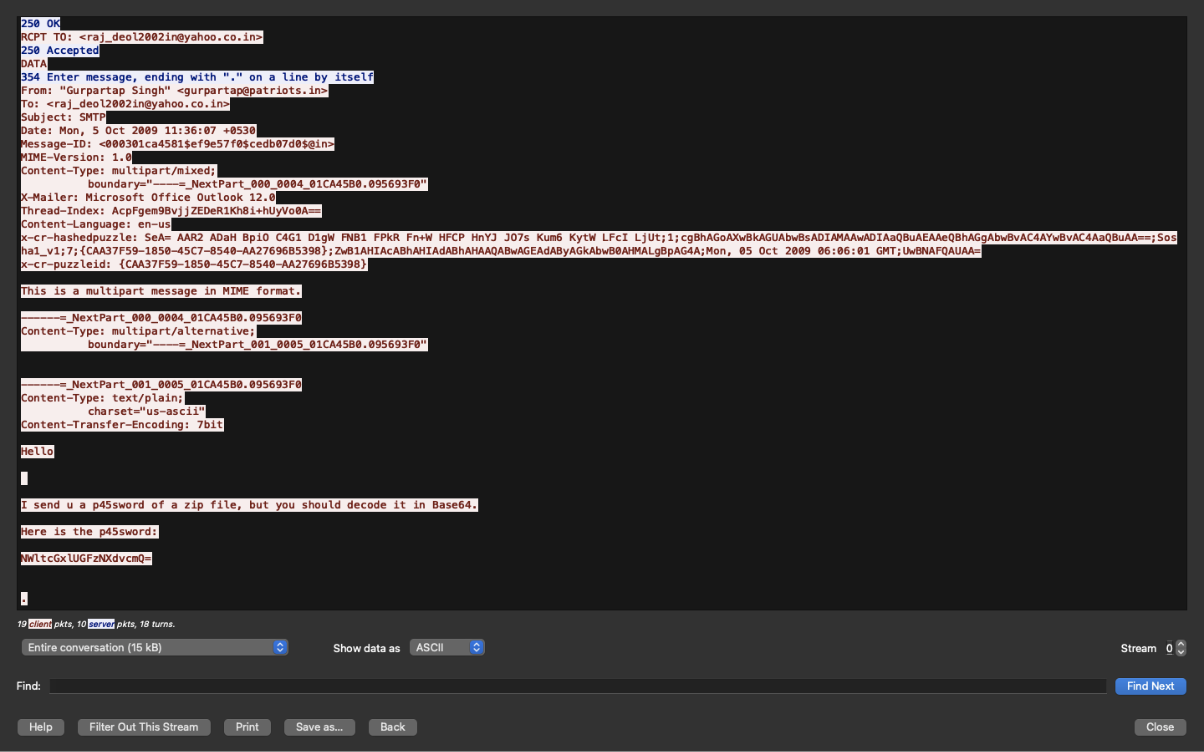 250 OK
RCPT TO: <raj_deol2002in@yahoo.co.in>
250 Accepted
DATA
354 Enter message, ending with "." on a line by itself
From: "Gurpartap Singh" <gurpartap@patriots.in>
To: <raj_deol2002in@yahoo.co.in>
Subject: SMTP
Date: Mon, 5 Oct 2009 11:36:07 +0530
Message-ID: <000301ca4581$ef9e57f0$cedb07d0$@in>
MIME-Version: 1.0
Content-Type: multipart/mixed;
boundary="----=_NextPart_000_0004_01CA45B0.095693F0"
X-Mailer: Microsoft Office Outlook 12.0
Thread-Index: AcpFgem9BvjjZEDeR1Kh8i+hUyVo0A==
Content-Language: en-us
x-cr-hashedpuzzle: SeA= AAR2 ADaH BpiO C4G1 D1gW FNB1 FPkR Fn+W HFCP HnYJ JO7s Kum6 KytW LFcI LjUt;1;cgBhAGoAXwBkAGUAbwBsADIAMAAwADIAaQBuAEAAeQBhAGgAbwBvAC4AYwBvAC4AaQBuAA==;Sos
ha1_v1;7;{CAA37F59-1850-45C7-8540-AA27696B5398};ZwB1AHIAcABhAHIAdABhAHAAQABwAGEAdAByAGkAbwB0AHMALgBpAG4A;Mon, 05 Oct 2009 06:06:01 GMT;UwBNAFQAUAA=
x-cr-puzzleid: {CAA37F59-1850-45C7-8540-AA27696B5398}
This is a multipart message in MIME format.
------=_NextPart_000_0004_01CA45B0.095693F0
Content-Type: multipart/alternative;
boundary="----=_NextPart_001_0005_01CA45B0.095693F0"
------=_NextPart_001_0005_01CA45B0.095693F0
Content-Type: text/plain;
charset="us-ascii"
Content-Transfer-Encoding: 7bit
Hello
I send u a p45sword of a zip file, but you should decode it in Base64.
Here is the p45sword:
NWltcGxlUGFzNXdvcmQ=
.
19 client pkts, 10 server pkts, 18 turns.
Entire conversation (15 kB) Show data as ASCII Stream 0
Find: Find Next
Help Filter Out This Stream Print Save as... Back Close